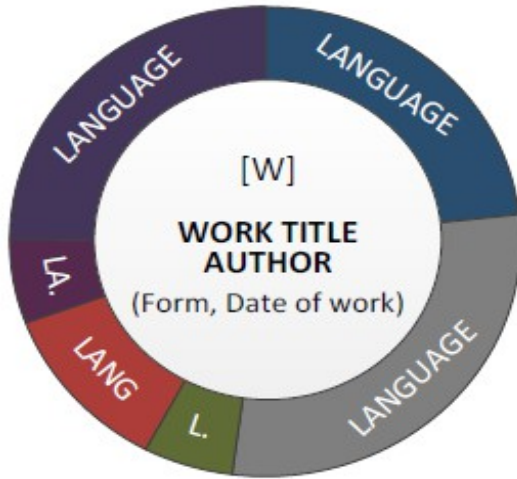 LANGUAGE
LANGUAGE
[W]
WORK TITLE
AUTHOR
(Form, Date of work)
LA.
LANG
L.
LANGUAGE